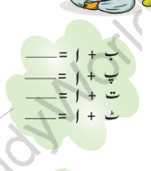 ب + ا = ____
پ + ا = ____
ت + ا = ____
ٹ + ا = ____